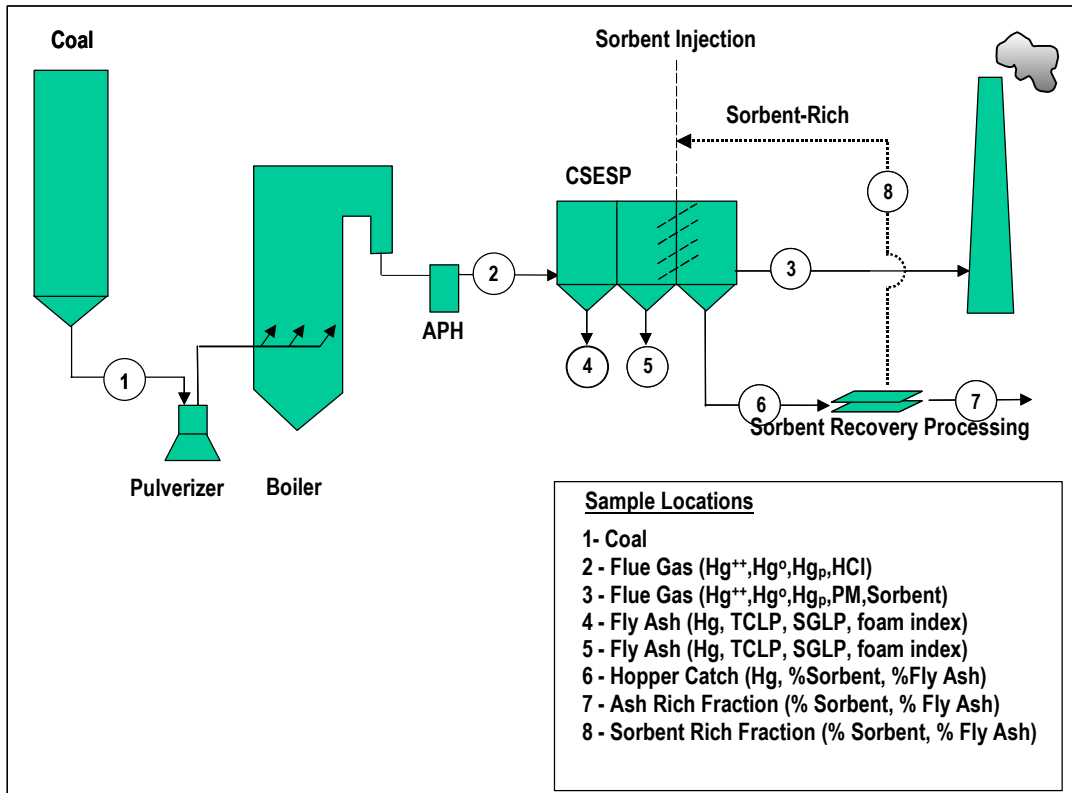 Coal
Sorbent Injection
Sorbent-Rich
CSESP
8
2
3
APH
1
4
5
6
7
Sorbent Recovery Processing
Pulverizer
Boiler
Sample Locations
1- Coal
2 - Flue Gas (Hg⁺⁺,Hgº,Hgₚ,HCl)
3 - Flue Gas (Hg⁺⁺,Hgº,Hgₚ,PM,Sorbent)
4 - Fly Ash (Hg, TCLP, SGLP, foam index)
5 - Fly Ash (Hg, TCLP, SGLP, foam index)
6 - Hopper Catch (Hg, %Sorbent, %Fly Ash)
7 - Ash Rich Fraction (% Sorbent, % Fly Ash)
8 - Sorbent Rich Fraction (% Sorbent, % Fly Ash)